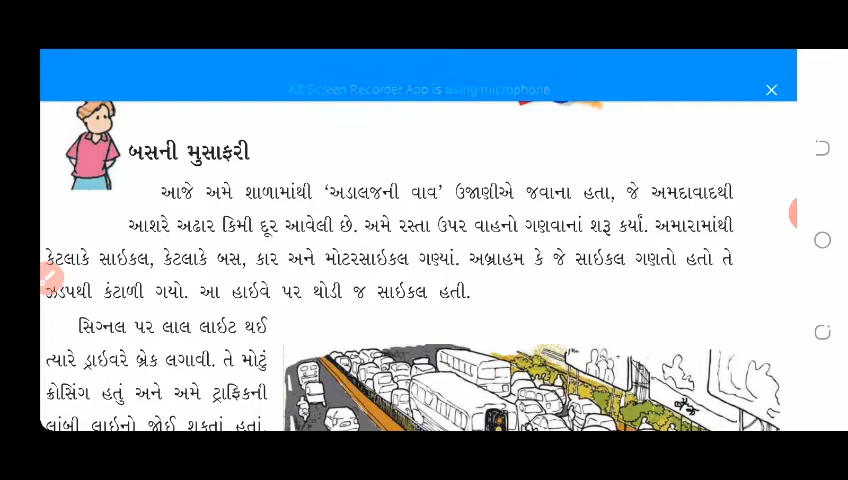 AZ Screen Recorder App is using microphone
બસની મુસાફરી
આજે અમે શાળામાંથી ‘અડાલજની વાવ’ ઉજાણીએ જવાના હતા, જે અમદાવાદથી
આશરે અઢાર કિમી દૂર આવેલી છે. અમે રસ્તા ઉપર વાહનો ગણવાનાં શરૂ કર્યાં. અમારામાંથી
કેટલાકે સાઇકલ, કેટલાકે બસ, કાર અને મોટરસાઇકલ ગણ્યાં. અબ્રાહમ કે જે સાઇકલ ગણતો હતો તે
ઝડપથી કંટાળી ગયો. આ હાઇવે પર થોડી જ સાઇકલ હતી.
સિગ્નલ પર લાલ લાઇટ થઈ
ત્યારે ડ્રાઇવરે બ્રેક લગાવી. તે મોટું
ક્રોસિંગ હતું અને અમે ટ્રાફિકની
લાંબી લાઇનો જોઈ શકતાં હતાં.